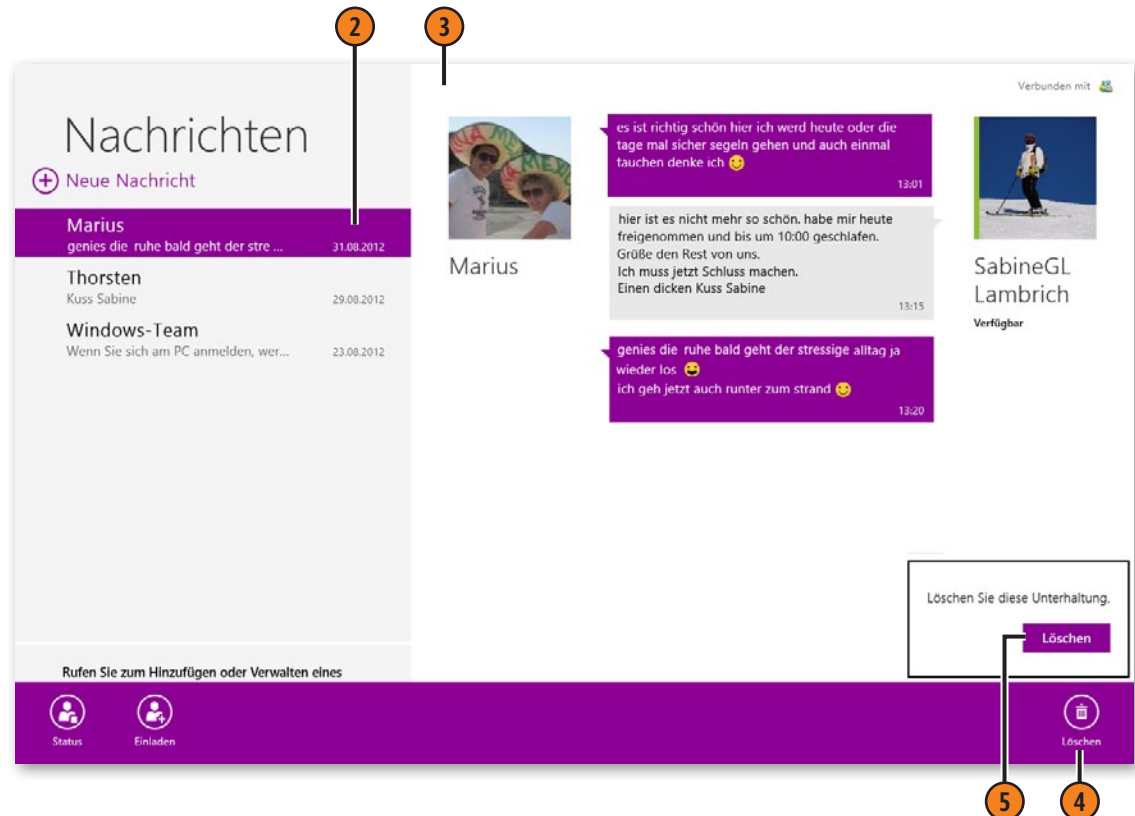 2
3
Verbunden mit
Nachrichten
Neue Nachricht
Marius
genies die ruhe bald geht der stre ... 31.08.2012
Thorsten
Kuss Sabine 29.08.2012
Windows-Team
Wenn Sie sich am PC anmelden, wer... 23.08.2012
Marius
es ist richtig schön hier ich werd heute oder die
tage mal sicher segeln gehen und auch einmal
tauchen denke ich
13:01
hier ist es nicht mehr so schön. habe mir heute
freigenommen und bis um 10:00 geschlafen.
Grüße den Rest von uns.
Ich muss jetzt Schluss machen.
Einen dicken Kuss Sabine
13:15
genies die ruhe bald geht der stressige alltag ja
wieder los
ich geh jetzt auch runter zum strand
13:20
SabineGL
Lambrich
Verfügbar
Löschen Sie diese Unterhaltung.
Löschen
Rufen Sie zum Hinzufügen oder Verwalten eines
Status
Einladen
Löschen
5
4